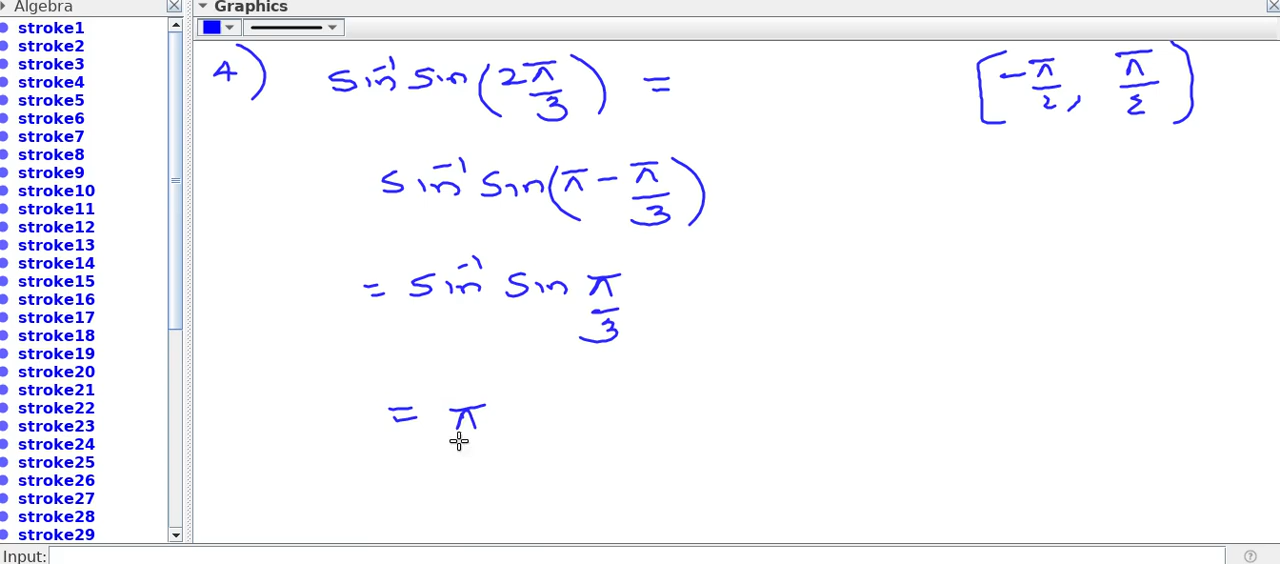 Algebra
Graphics
stroke1
stroke2
stroke3
stroke4
stroke5
stroke6
stroke7
stroke8
stroke9
stroke10
stroke11
stroke12
stroke13
stroke14
stroke15
stroke16
stroke17
stroke18
stroke19
stroke20
stroke21
stroke22
stroke23
stroke24
stroke25
stroke26
stroke27
stroke28
stroke29
4) sin⁻¹ sin(2π/3) =
[-π/2, π/2]
sin⁻¹ sin(π - π/3)
= sin⁻¹ sin π/3
= π
Input: